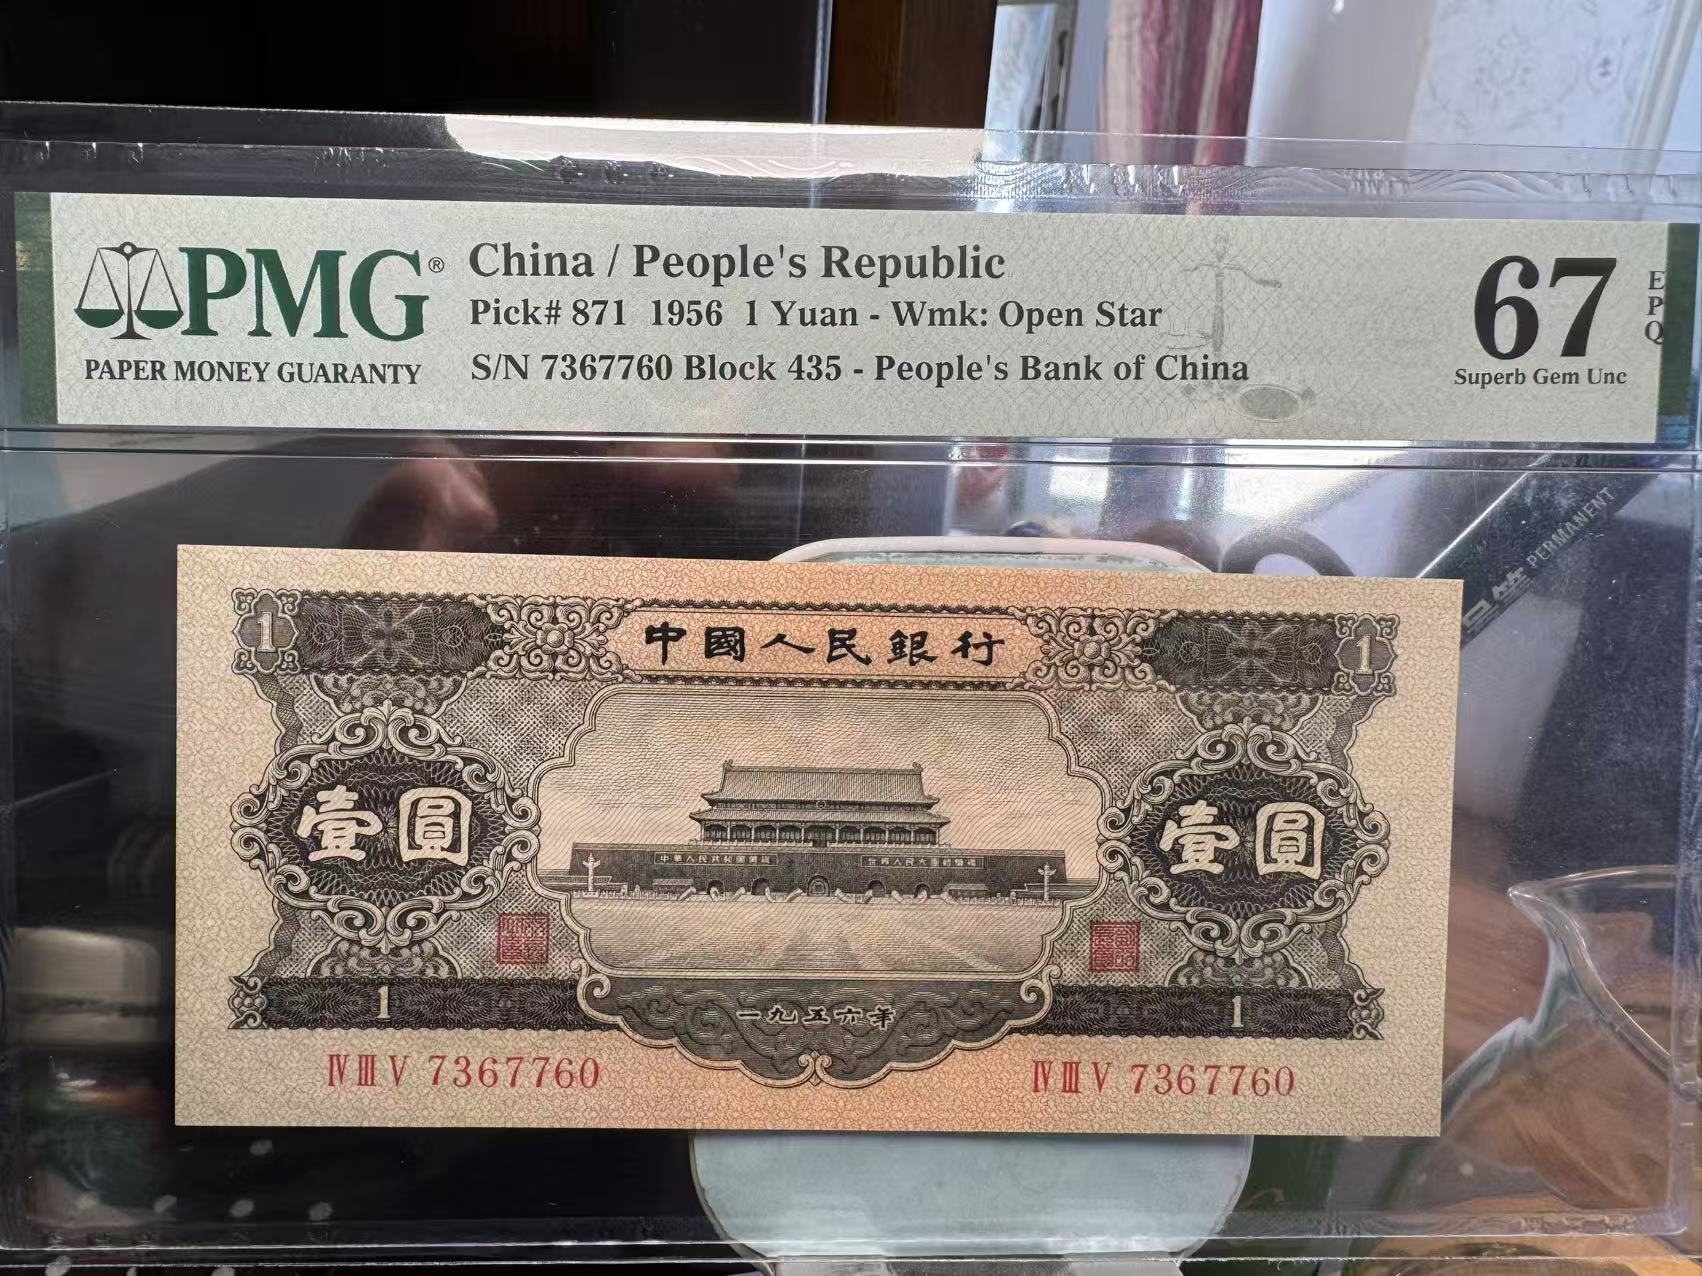 PMG®
PAPER MONEY GUARANTY
China / People's Republic
Pick# 871 1956 1 Yuan - Wmk: Open Star
S/N 7367760 Block 435 - People's Bank of China
67
EPQ
Superb Gem Unc
PERMANENT
1
中國人民銀行
1
壹圓
壹圓
1
一九五六年
1
ⅣⅢⅤ 7367760
ⅣⅢⅤ 7367760